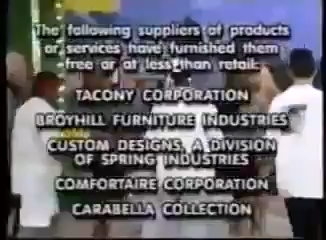 The following suppliers of products
or services have furnished them
free or at less than retail:
TACONY CORPORATION
BROYHILL FURNITURE INDUSTRIES
CUSTOM DESIGNS, A DIVISION
OF SPRING INDUSTRIES
COMFORTAIRE CORPORATION
CARABELLA COLLECTION